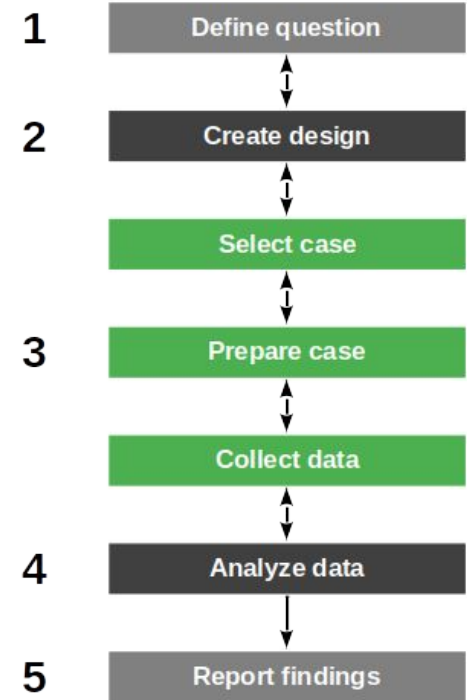 1 Define question
2 Create design
Select case
3 Prepare case
Collect data
4 Analyze data
5 Report findings